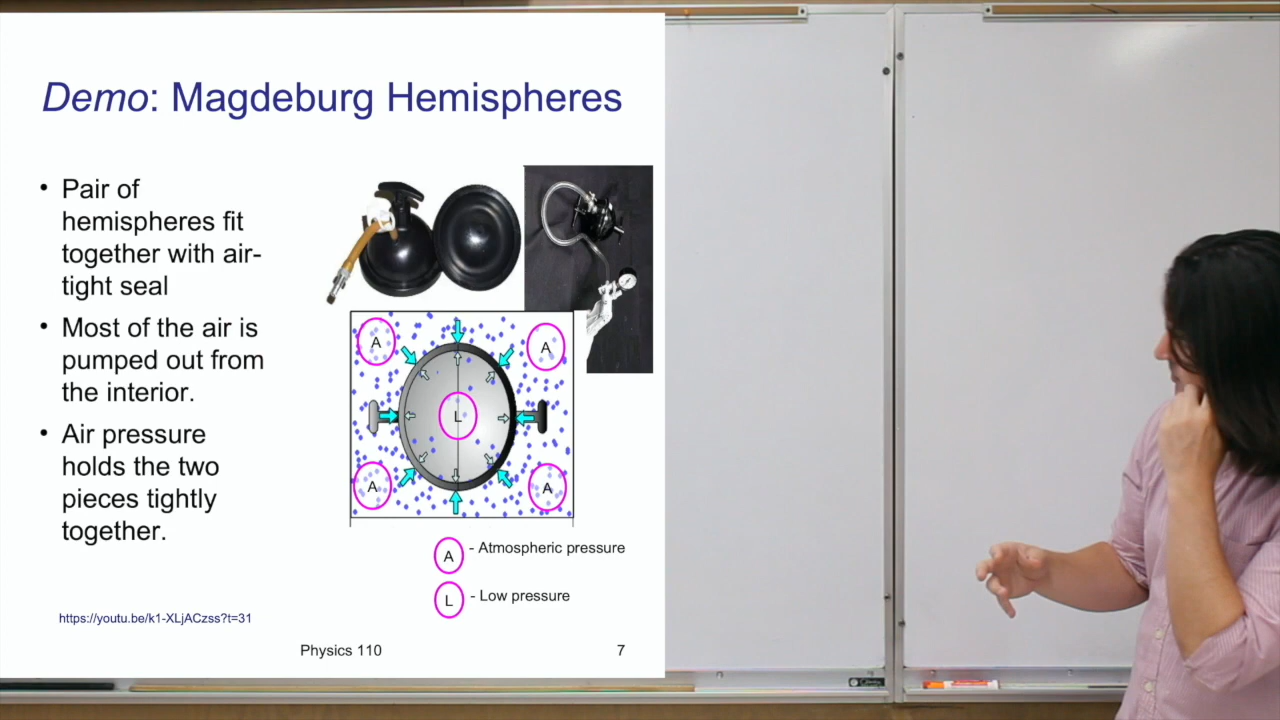 Demo: Magdeburg Hemispheres
• Pair of
hemispheres fit
together with air-
tight seal
• Most of the air is
pumped out from
the interior.
• Air pressure
holds the two
pieces tightly
together.
A
A
L
A
A
A - Atmospheric pressure
L - Low pressure
https://youtu.be/k1-XLjACzss?t=31
Physics 110
7